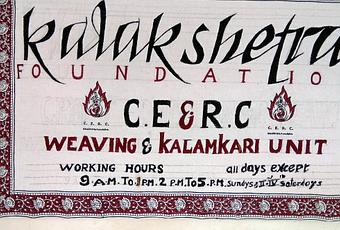 kalakshetra
FOUNDATIO
C.E.R.C. C.E.R.C.
C.E&R.C
WEAVING & KALAMKARI UNIT
WORKING HOURS all days except
9 A.M. TO 1 P.M. 2 P.M. TO 5 P.M. Sundays & II - IV Saterdays